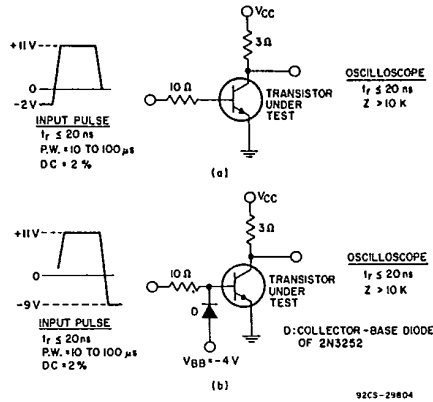 +11V
0
-2V
INPUT PULSE
tr ≤ 20 ns
P.W. = 10 TO 100 μs
DC = 2 %
VCC
3Ω
10 Ω
TRANSISTOR
UNDER
TEST
OSCILLOSCOPE
tr ≤ 20 ns
Z > 10 K
(a)
+11V
0
-9V
INPUT PULSE
tr ≤ 20ns
P.W. = 10 TO 100 μs
DC = 2%
VCC
3Ω
10Ω
D
VBB = -4V
TRANSISTOR
UNDER
TEST
OSCILLOSCOPE
tr ≤ 20ns
Z > 10 K
D: COLLECTOR-BASE DIODE
OF 2N3252
(b)
92CS-29804